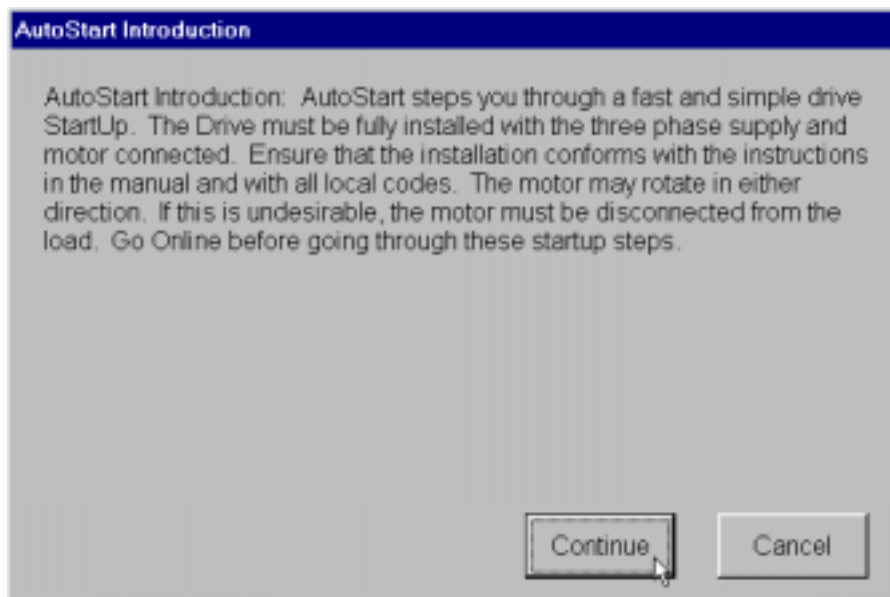 AutoStart Introduction
AutoStart Introduction:  AutoStart steps you through a fast and simple drive
StartUp.  The Drive must be fully installed with the three phase supply and
motor connected.  Ensure that the installation conforms with the instructions
in the manual and with all local codes.  The motor may rotate in either
direction.  If this is undesirable, the motor must be disconnected from the
load.  Go Online before going through these startup steps.
Continue
Cancel